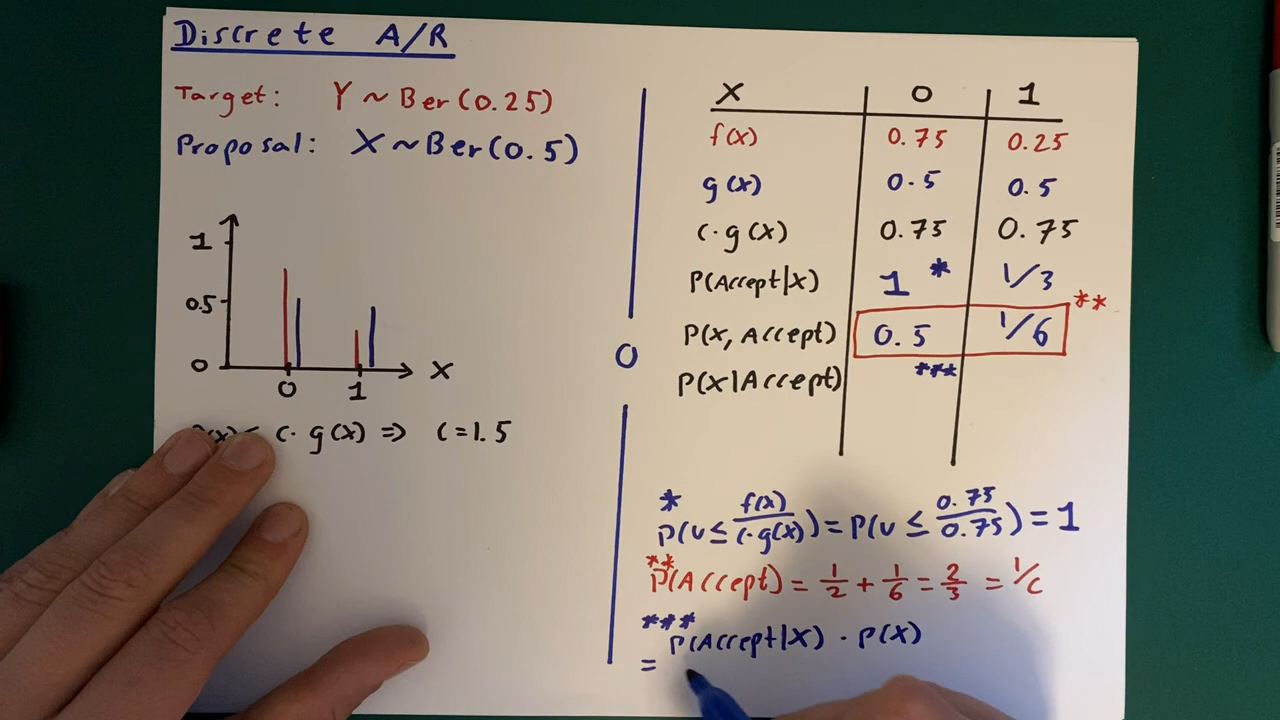 Discrete A/R
Target: Y ~ Ber(0.25)
Proposal: X ~ Ber(0.5)
1
0.5
0
0 1
X
c·g(x) ⇒ c=1.5
0
X 0 1
f(x) 0.75 0.25
g(x) 0.5 0.5
c·g(x) 0.75 0.75
P(Accept|X) 1 * 1/3
P(X, Accept) 0.5 1/6 **
***
P(X|Accept)
*
P(U ≤ f(x)/c·g(x)) = P(U ≤ 0.75/0.75) = 1
**
P(Accept) = 1/2 + 1/6 = 2/3 = 1/c
***
P(Accept|X) · P(X)
=